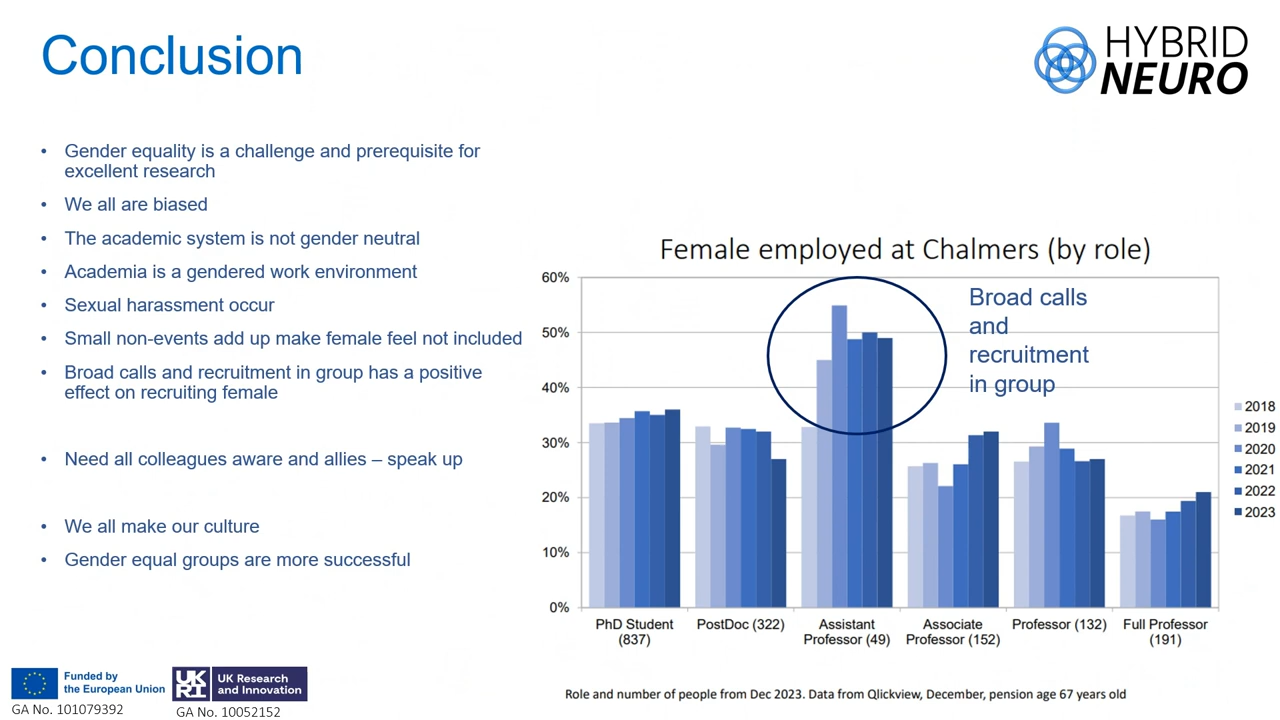 Conclusion
HYBRID
NEURO
• Gender equality is a challenge and prerequisite for
excellent research
• We all are biased
• The academic system is not gender neutral
• Academia is a gendered work environment
• Sexual harassment occur
• Small non-events add up make female feel not included
• Broad calls and recruitment in group has a positive
effect on recruiting female
• Need all colleagues aware and allies – speak up
• We all make our culture
• Gender equal groups are more successful
Female employed at Chalmers (by role)
60%
50%
40%
30%
20%
10%
0%
Broad calls
and
recruitment
in group
2018
2019
2020
2021
2022
2023
PhD Student
(837)
PostDoc (322)
Assistant
Professor (49)
Associate
Professor (152)
Professor (132)
Full Professor
(191)
Role and number of people from Dec 2023. Data from Qlickview, December, pension age 67 years old
Funded by
the European Union
GA No. 101079392
UK
RI
UK Research
and Innovation
GA No. 10052152